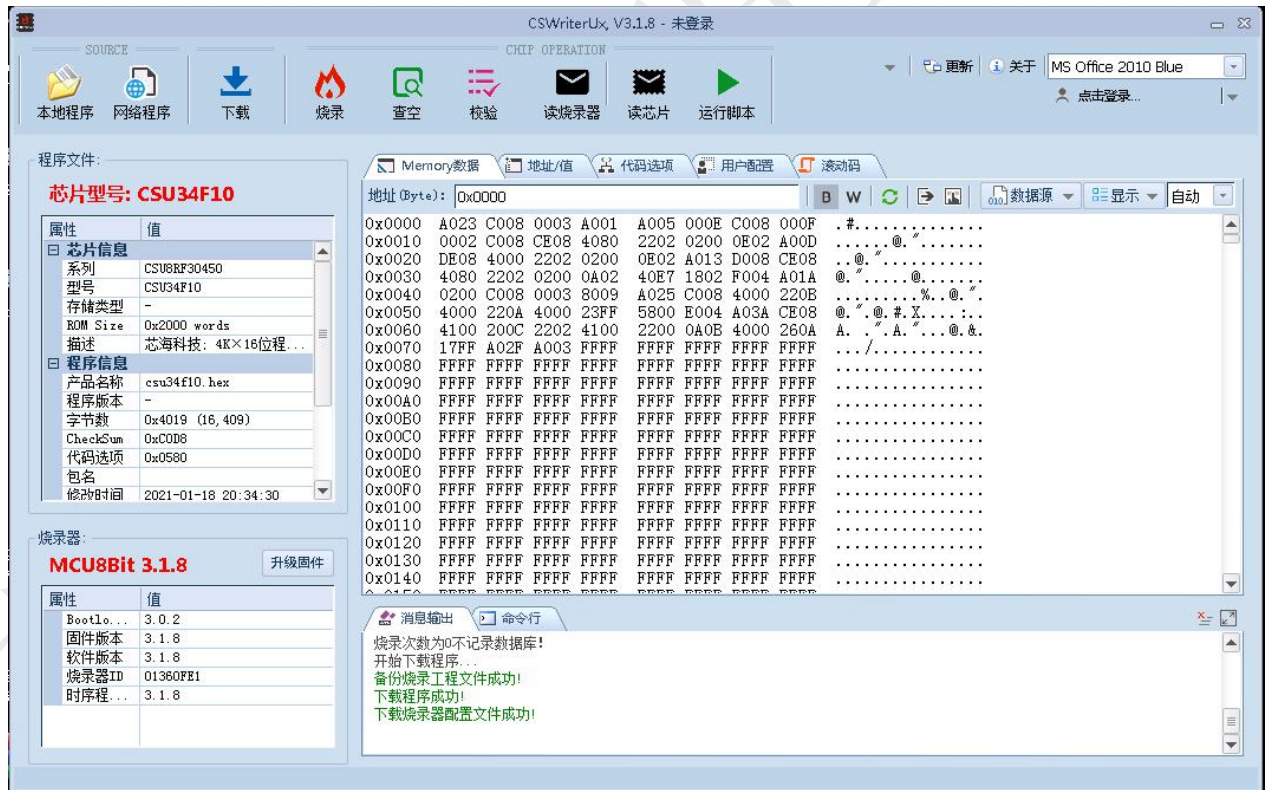 CSWriterUx, V3.1.8 - 未登录
SOURCE
CHIP OPERATION
本地程序 网络程序 下载 烧录 查空 校验 读烧录器 读芯片 运行脚本
更新 关于 MS Office 2010 Blue
点击登录...
程序文件:
芯片型号: CSU34F10
属性 值
芯片信息
系列 CSU8RF30450
型号 CSU34F10
存储类型 -
ROM Size 0x2000 words
描述 芯海科技: 4K×16位程...
程序信息
产品名称 csu34f10.hex
程序版本 -
字节数 0x4019 (16,409)
CheckSum 0xC0D8
代码选项 0x0580
包名
修改时间 2021-01-18 20:34:30
烧录器:
MCU8Bit 3.1.8 升级固件
属性 值
Bootlo... 3.0.2
固件版本 3.1.8
软件版本 3.1.8
烧录器ID 01360FE1
时序程... 3.1.8
Memory数据 地址/值 代码选项 用户配置 滚动码
地址(Byte): 0x0000 B W 数据源 显示 自动
0x0000 A023 C008 0003 A001 A005 000E C008 000F .#..............
0x0010 0002 C008 CE08 4080 2202 0200 0E02 A00D ......@.".......
0x0020 DE08 4000 2202 0200 0E02 A013 D008 CE08 ..@."...........
0x0030 4080 2202 0200 0A02 40E7 1802 F004 A01A @.".....@.......
0x0040 0200 C008 0003 8009 A025 C008 4000 220B .........%..@.".
0x0050 4000 220A 4000 23FF 5800 E004 A03A CE08 @.".@.#.X....:..
0x0060 4100 200C 2202 4100 2200 0A0B 4000 260A A. .".A."...@.&.
0x0070 17FF A02F A003 FFFF FFFF FFFF FFFF FFFF .../............
0x0080 FFFF FFFF FFFF FFFF FFFF FFFF FFFF FFFF ................
0x0090 FFFF FFFF FFFF FFFF FFFF FFFF FFFF FFFF ................
0x00A0 FFFF FFFF FFFF FFFF FFFF FFFF FFFF FFFF ................
0x00B0 FFFF FFFF FFFF FFFF FFFF FFFF FFFF FFFF ................
0x00C0 FFFF FFFF FFFF FFFF FFFF FFFF FFFF FFFF ................
0x00D0 FFFF FFFF FFFF FFFF FFFF FFFF FFFF FFFF ................
0x00E0 FFFF FFFF FFFF FFFF FFFF FFFF FFFF FFFF ................
0x00F0 FFFF FFFF FFFF FFFF FFFF FFFF FFFF FFFF ................
0x0100 FFFF FFFF FFFF FFFF FFFF FFFF FFFF FFFF ................
0x0110 FFFF FFFF FFFF FFFF FFFF FFFF FFFF FFFF ................
0x0120 FFFF FFFF FFFF FFFF FFFF FFFF FFFF FFFF ................
0x0130 FFFF FFFF FFFF FFFF FFFF FFFF FFFF FFFF ................
0x0140 FFFF FFFF FFFF FFFF FFFF FFFF FFFF FFFF ................
消息输出 命令行
烧录次数为0不记录数据库!
开始下载程序...
备份烧录工程文件成功!
下载程序成功!
下载烧录器配置文件成功!